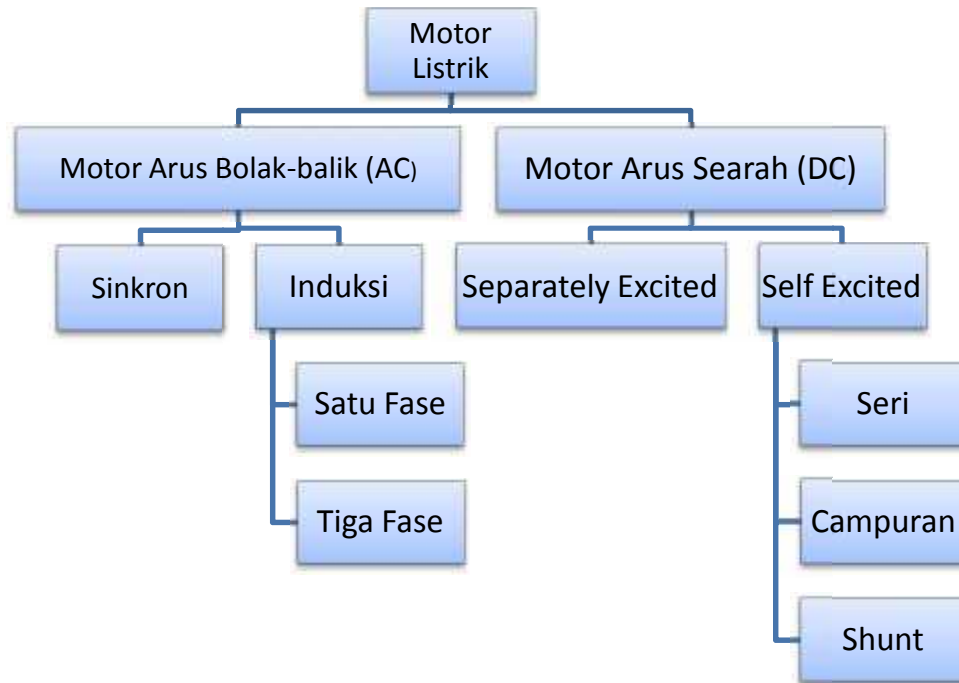 Motor
Listrik
Motor Arus Bolak-balik (AC)
Motor Arus Searah (DC)
Sinkron
Induksi
Separately Excited
Self Excited
Satu Fase
Seri
Tiga Fase
Campuran
Shunt